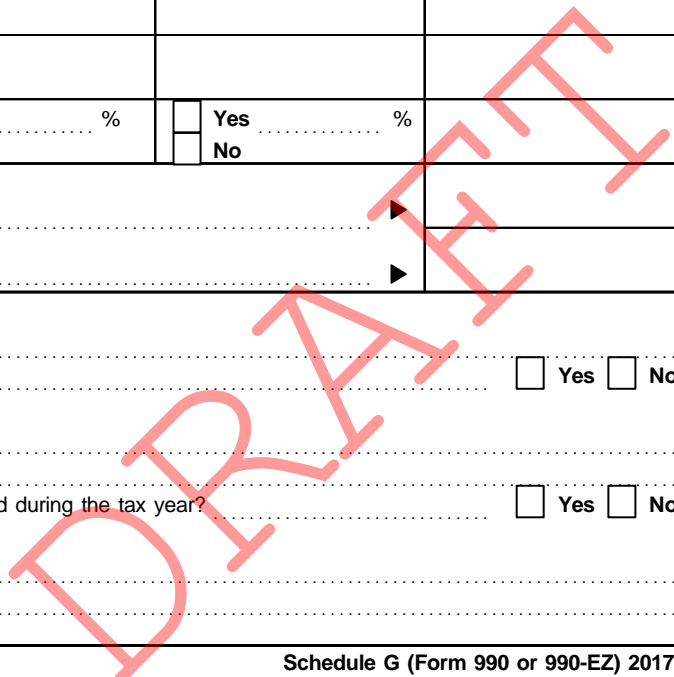 % Yes %
No
Yes No
d during the tax year? Yes No
Schedule G (Form 990 or 990-EZ) 2017
DRAFT